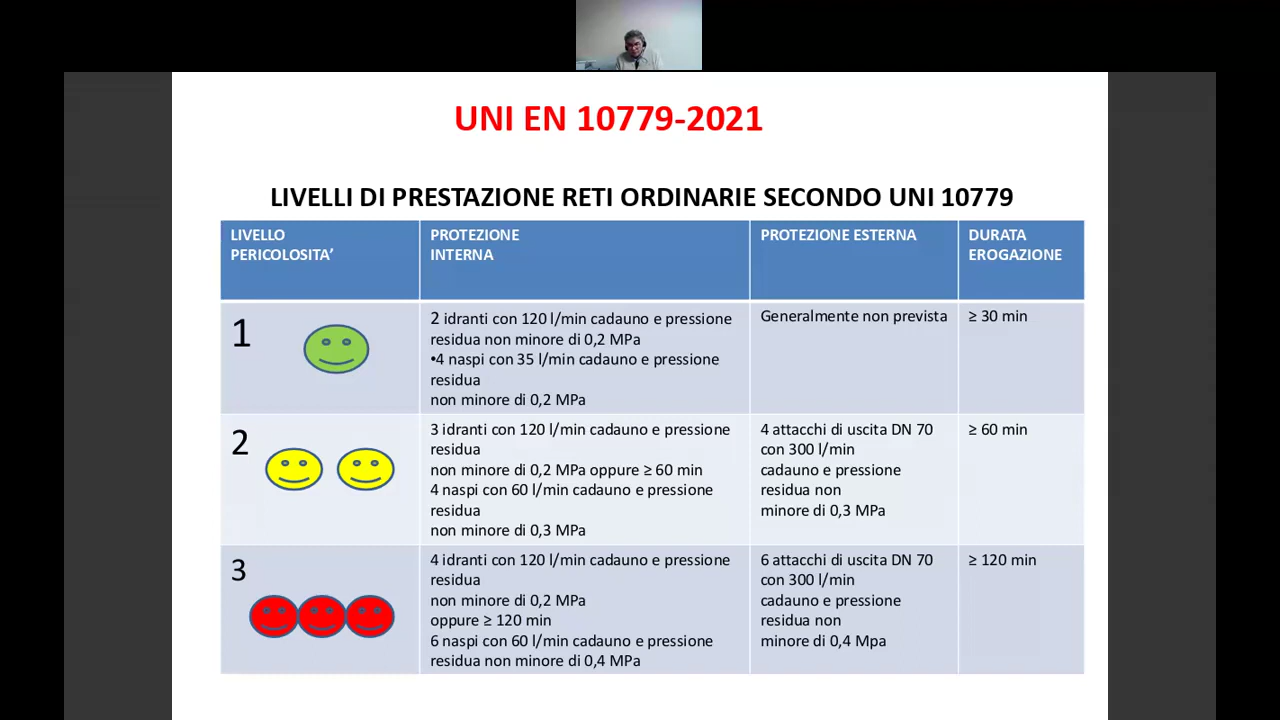 UNI EN 10779-2021
LIVELLI DI PRESTAZIONE RETI ORDINARIE SECONDO UNI 10779
LIVELLO
PERICOLOSITA’
PROTEZIONE
INTERNA
PROTEZIONE ESTERNA
DURATA
EROGAZIONE
1
2 idranti con 120 l/min cadauno e pressione
residua non minore di 0,2 MPa
•4 naspi con 35 l/min cadauno e pressione
residua
non minore di 0,2 MPa
Generalmente non prevista
≥ 30 min
2
3 idranti con 120 l/min cadauno e pressione
residua
non minore di 0,2 MPa oppure ≥ 60 min
4 naspi con 60 l/min cadauno e pressione
residua
non minore di 0,3 MPa
4 attacchi di uscita DN 70
con 300 l/min
cadauno e pressione
residua non
minore di 0,3 MPa
≥ 60 min
3
4 idranti con 120 l/min cadauno e pressione
residua
non minore di 0,2 MPa
oppure ≥ 120 min
6 naspi con 60 l/min cadauno e pressione
residua non minore di 0,4 MPa
6 attacchi di uscita DN 70
con 300 l/min
cadauno e pressione
residua non
minore di 0,4 Mpa
≥ 120 min